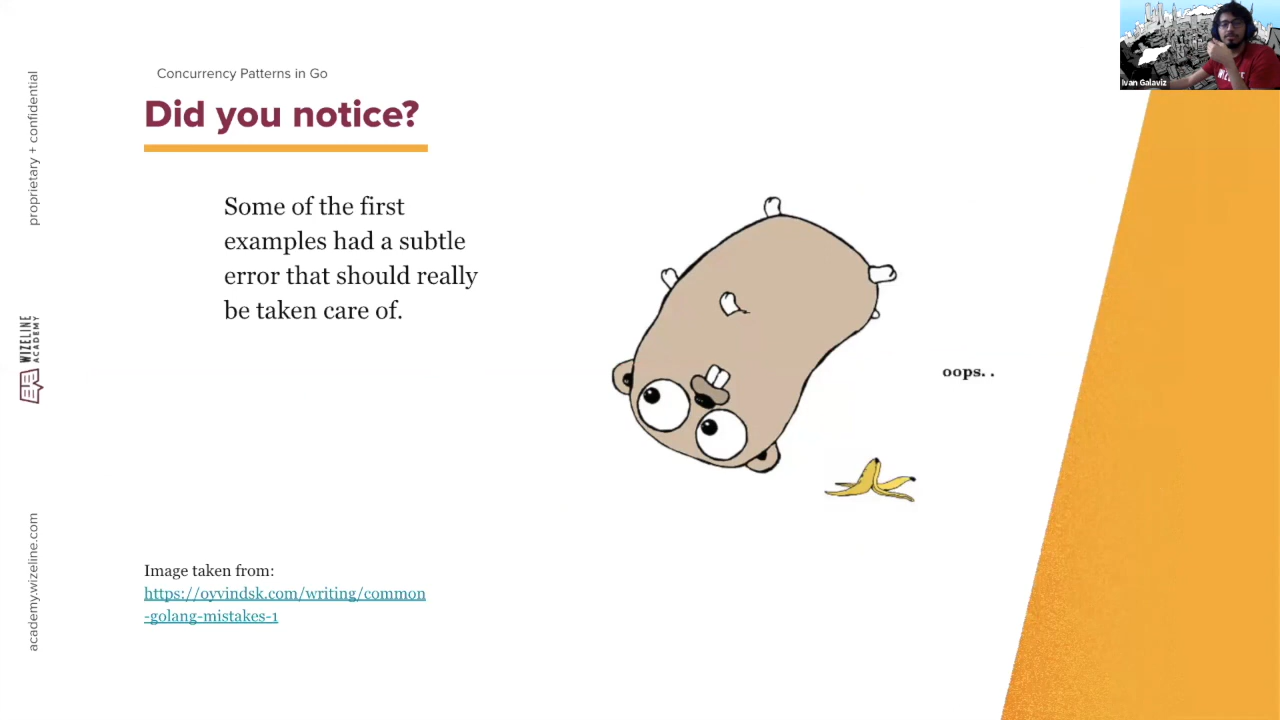 Concurrency Patterns in Go
Did you notice?
Some of the first
examples had a subtle
error that should really
be taken care of.
oops. .
Image taken from:
https://oyvindsk.com/writing/common
-golang-mistakes-1
proprietary + confidential
WIZELINE
ACADEMY
academy.wizeline.com
Ivan Galaviz